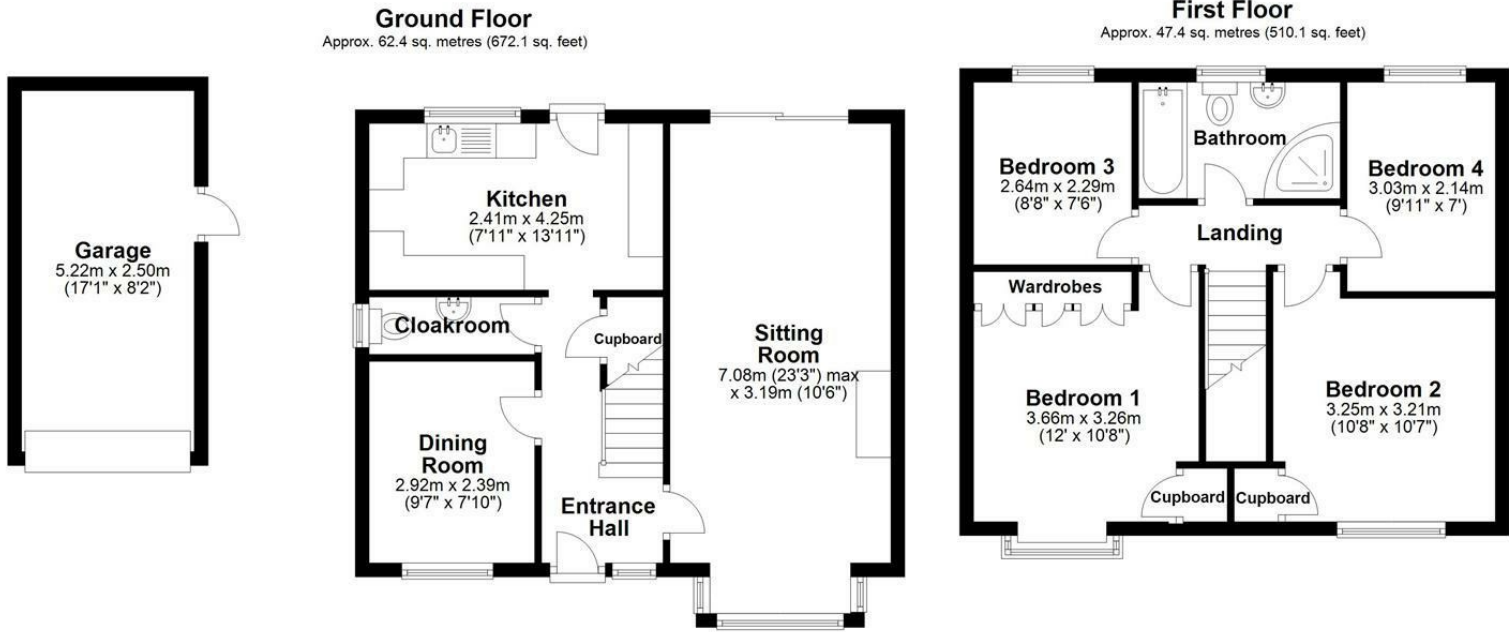 Ground Floor
Approx. 62.4 sq. metres (672.1 sq. feet)
Garage
5.22m x 2.50m
(17'1" x 8'2")
Kitchen
2.41m x 4.25m
(7'11" x 13'11")
Cloakroom
Cupboard
Sitting
Room
7.08m (23'3") max
x 3.19m (10'6")
Dining
Room
2.92m x 2.39m
(9'7" x 7'10")
Entrance
Hall
First Floor
Approx. 47.4 sq. metres (510.1 sq. feet)
Bedroom 3
2.64m x 2.29m
(8'8" x 7'6")
Bathroom
Bedroom 4
3.03m x 2.14m
(9'11" x 7')
Landing
Wardrobes
Bedroom 1
3.66m x 3.26m
(12' x 10'8")
Bedroom 2
3.25m x 3.21m
(10'8" x 10'7")
Cupboard
Cupboard